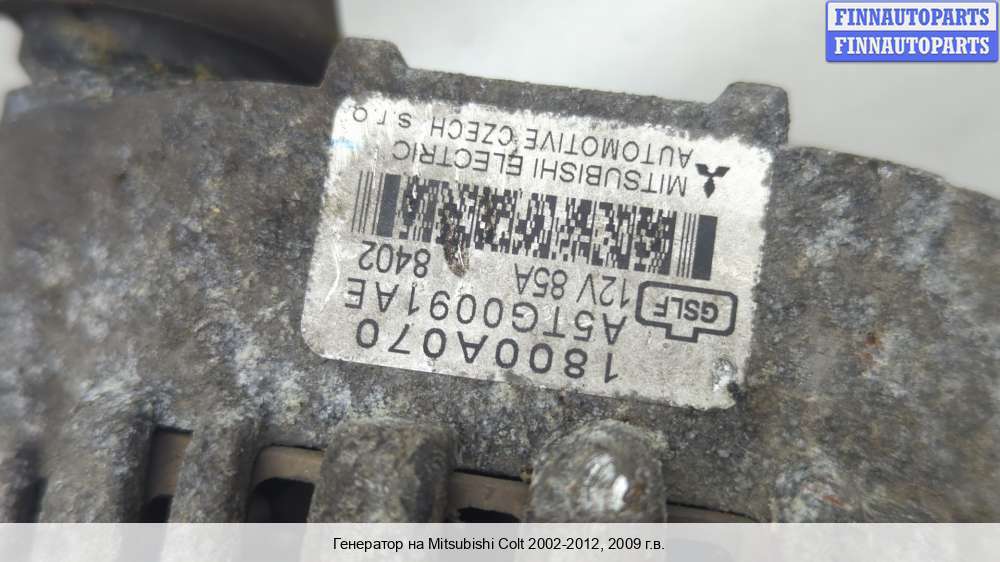 FINNAUTOPARTS
FINNAUTOPARTS
1800A070
A5TG0091AE
GSLF
12V 85A 8402
MITSUBISHI ELECTRIC
AUTOMOTIVE CZECH s.r.o
Генератор на Mitsubishi Colt 2002-2012, 2009 г.в.